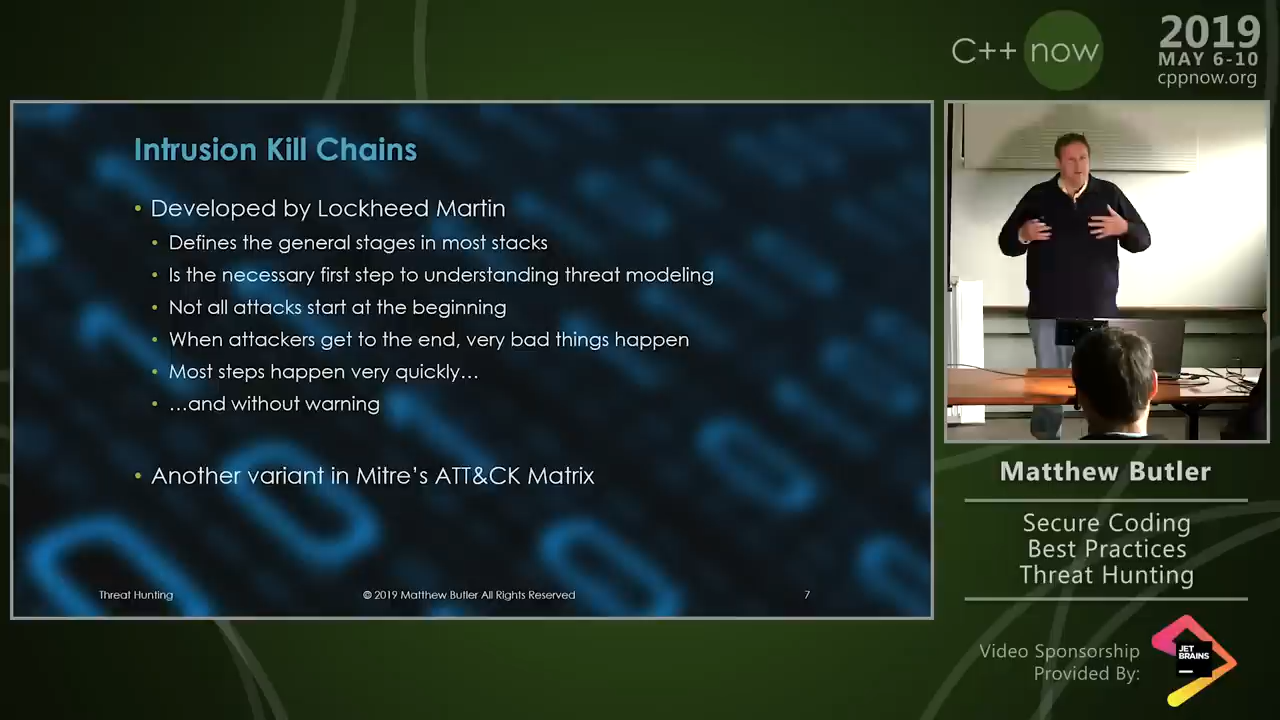 C++ now
2019
MAY 6-10
cppnow.org
Intrusion Kill Chains
• Developed by Lockheed Martin
• Defines the general stages in most stacks
• Is the necessary first step to understanding threat modeling
• Not all attacks start at the beginning
• When attackers get to the end, very bad things happen
• Most steps happen very quickly…
• …and without warning
• Another variant in Mitre’s ATT&CK Matrix
Threat Hunting
© 2019 Matthew Butler All Rights Reserved
7
Matthew Butler
Secure Coding
Best Practices
Threat Hunting
Video Sponsorship
Provided By:
JET
BRAINS